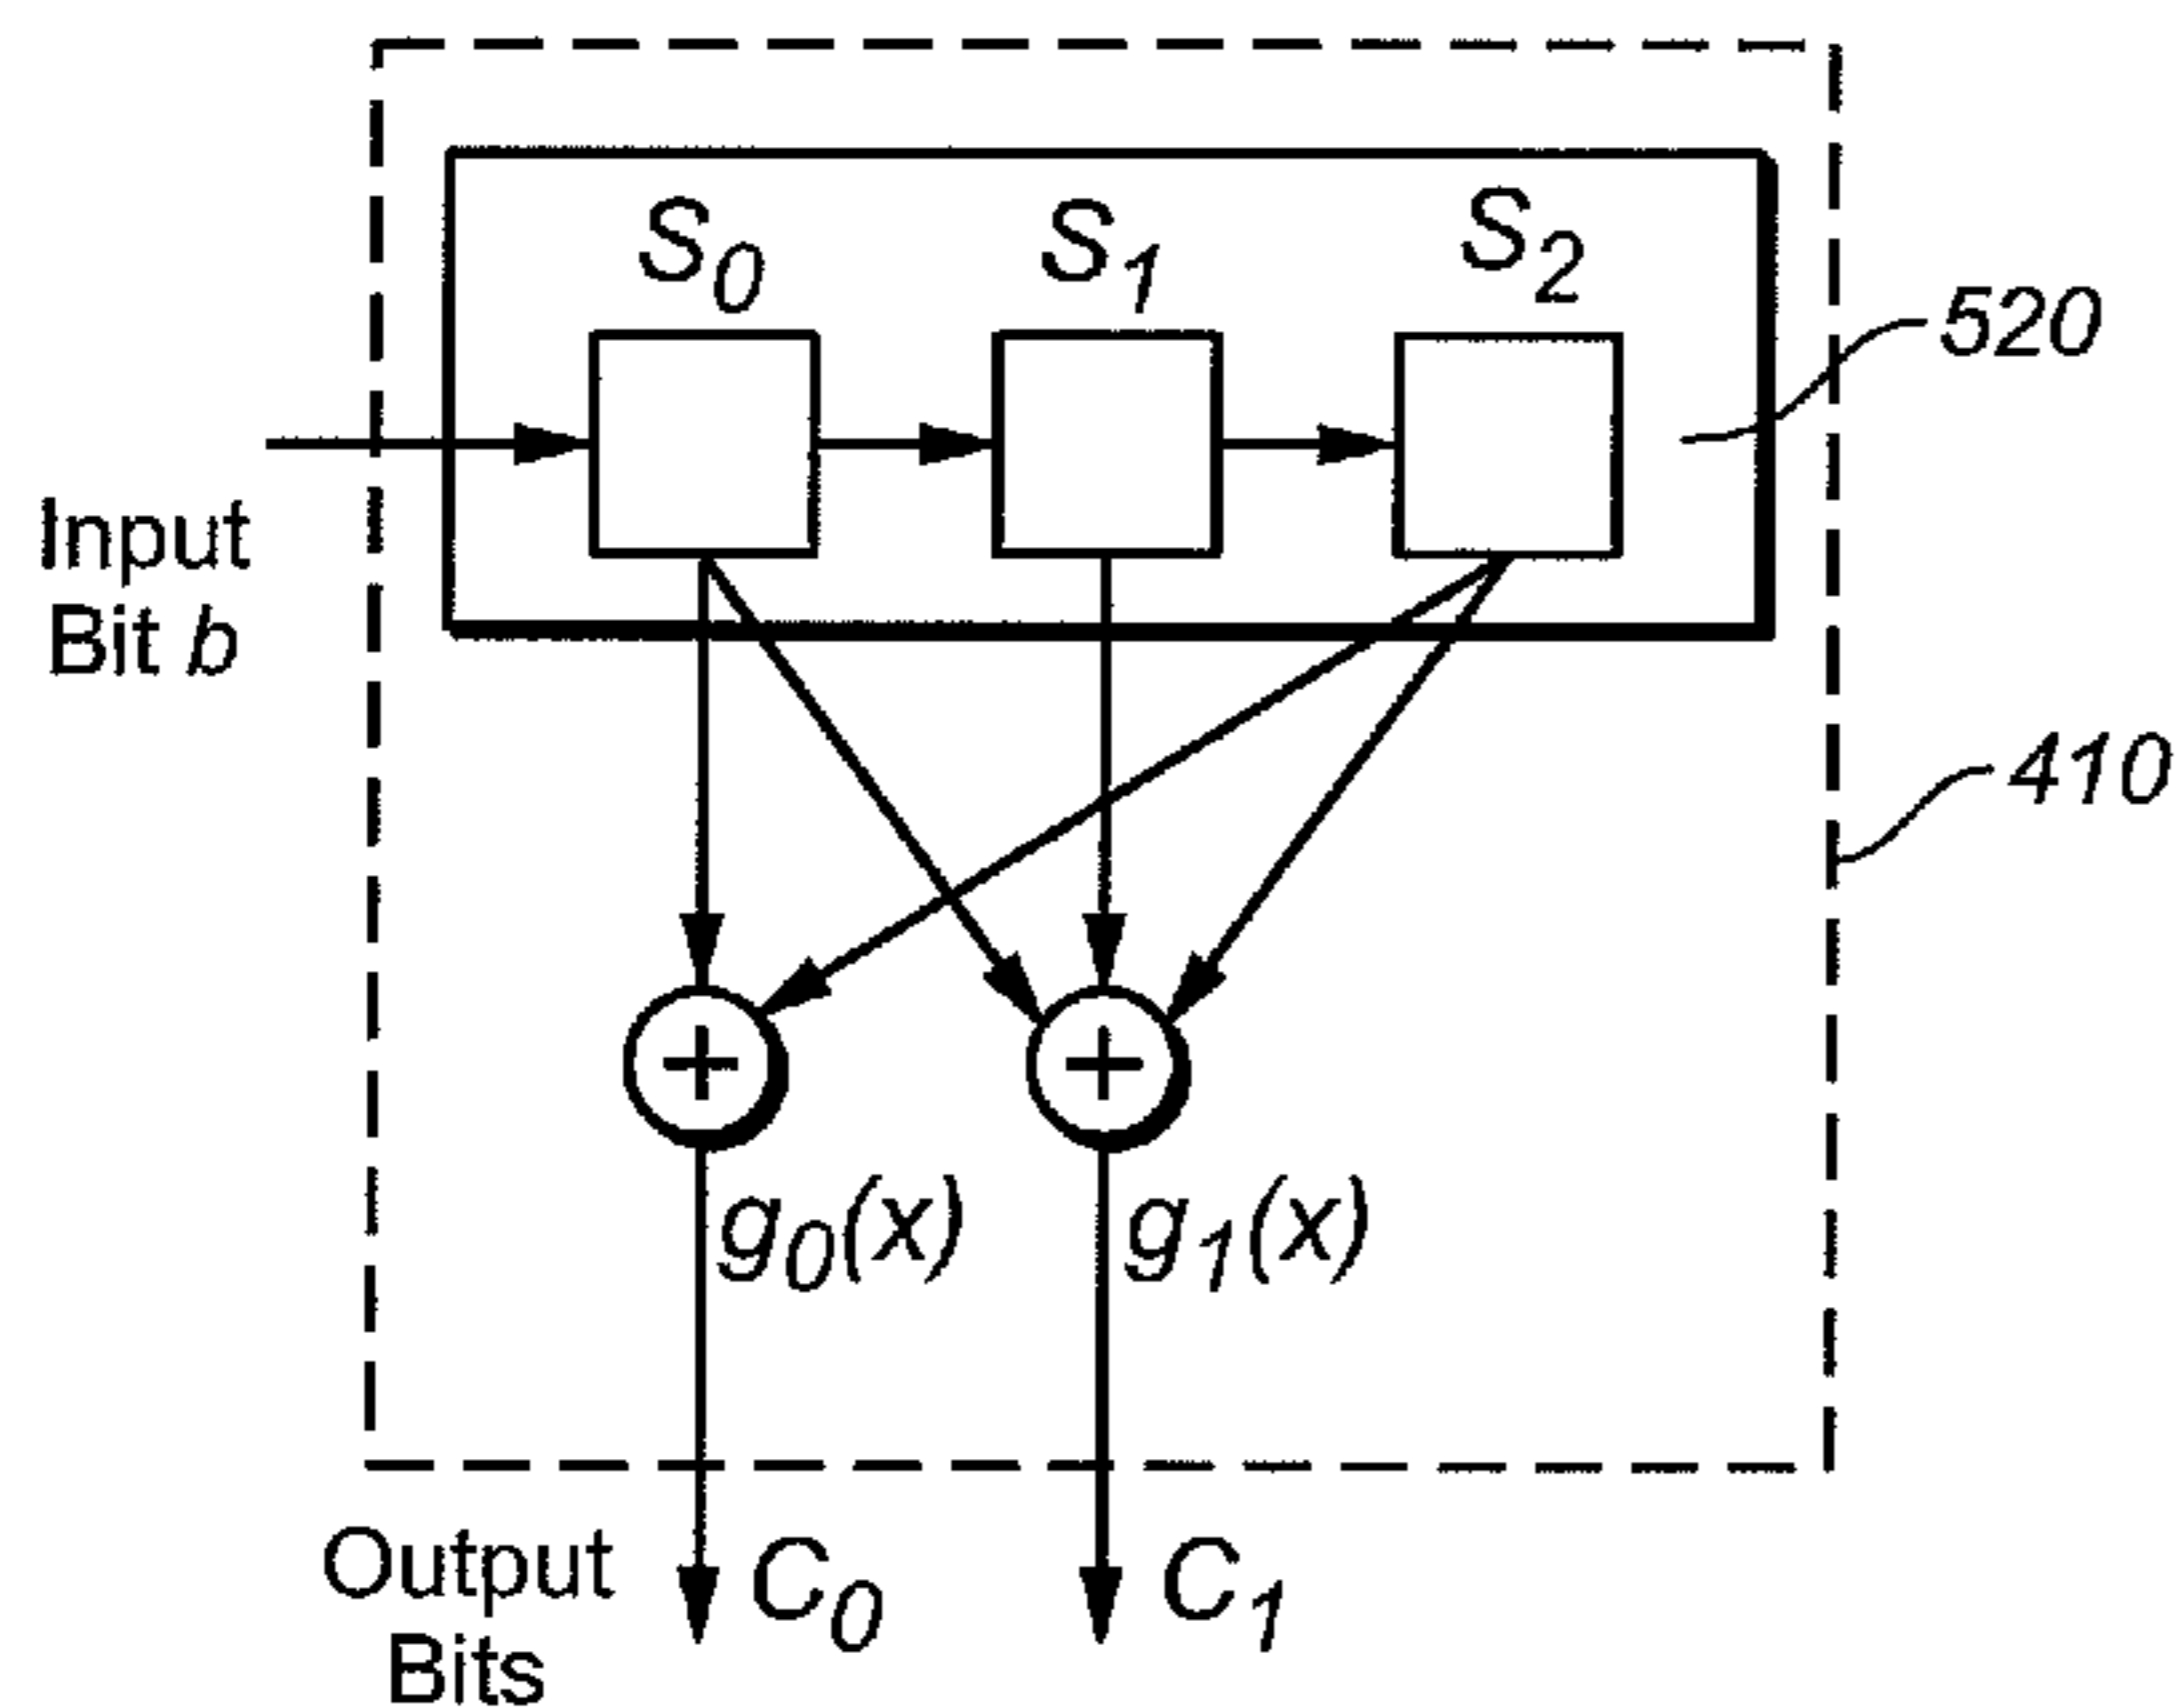 S0 S1 S2
520
Input
Bit b
410
+ +
g0(x) g1(x)
Output
Bits
C0 C1